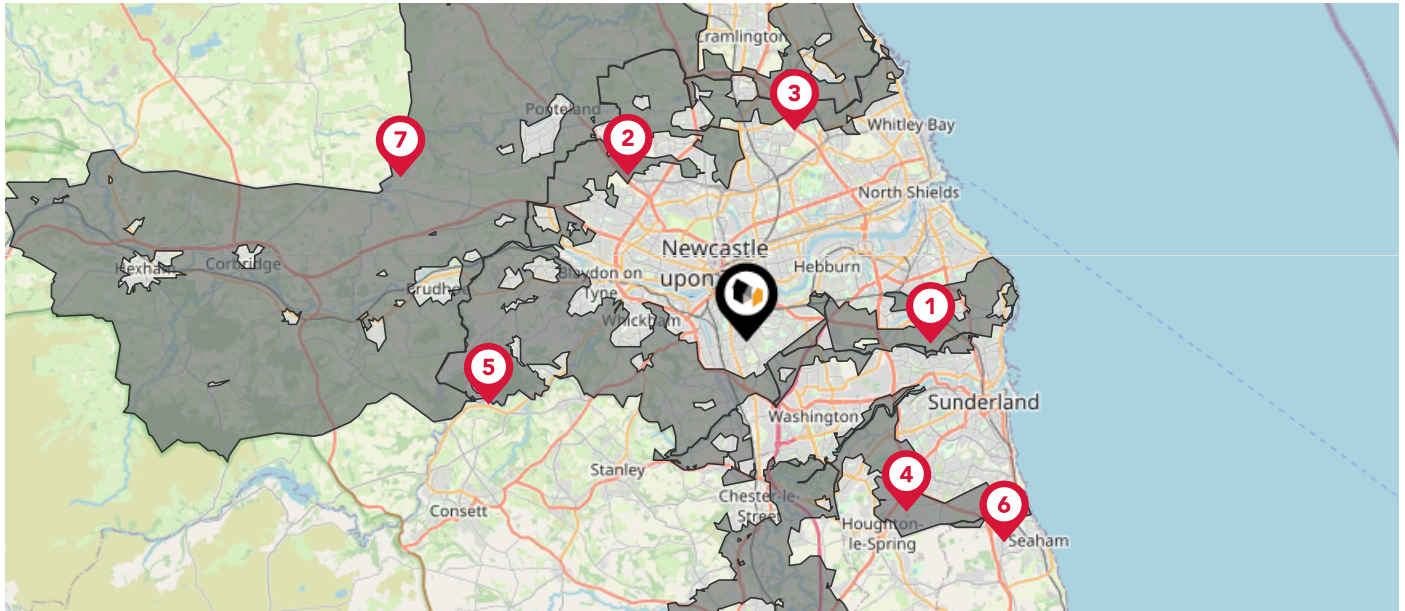 Cramlington
3
Ponteland
2
Whitley Bay
7
North Shields
Newcastle
upon
Hebburn
Hexham
Corbridge
Blaydon on
Type
Prudhoe
1
Whickham
5
Sunderland
Washington
Stanley
4
Chester-le-
Street
Consett
6
Houghton-
le-Spring
Seaham